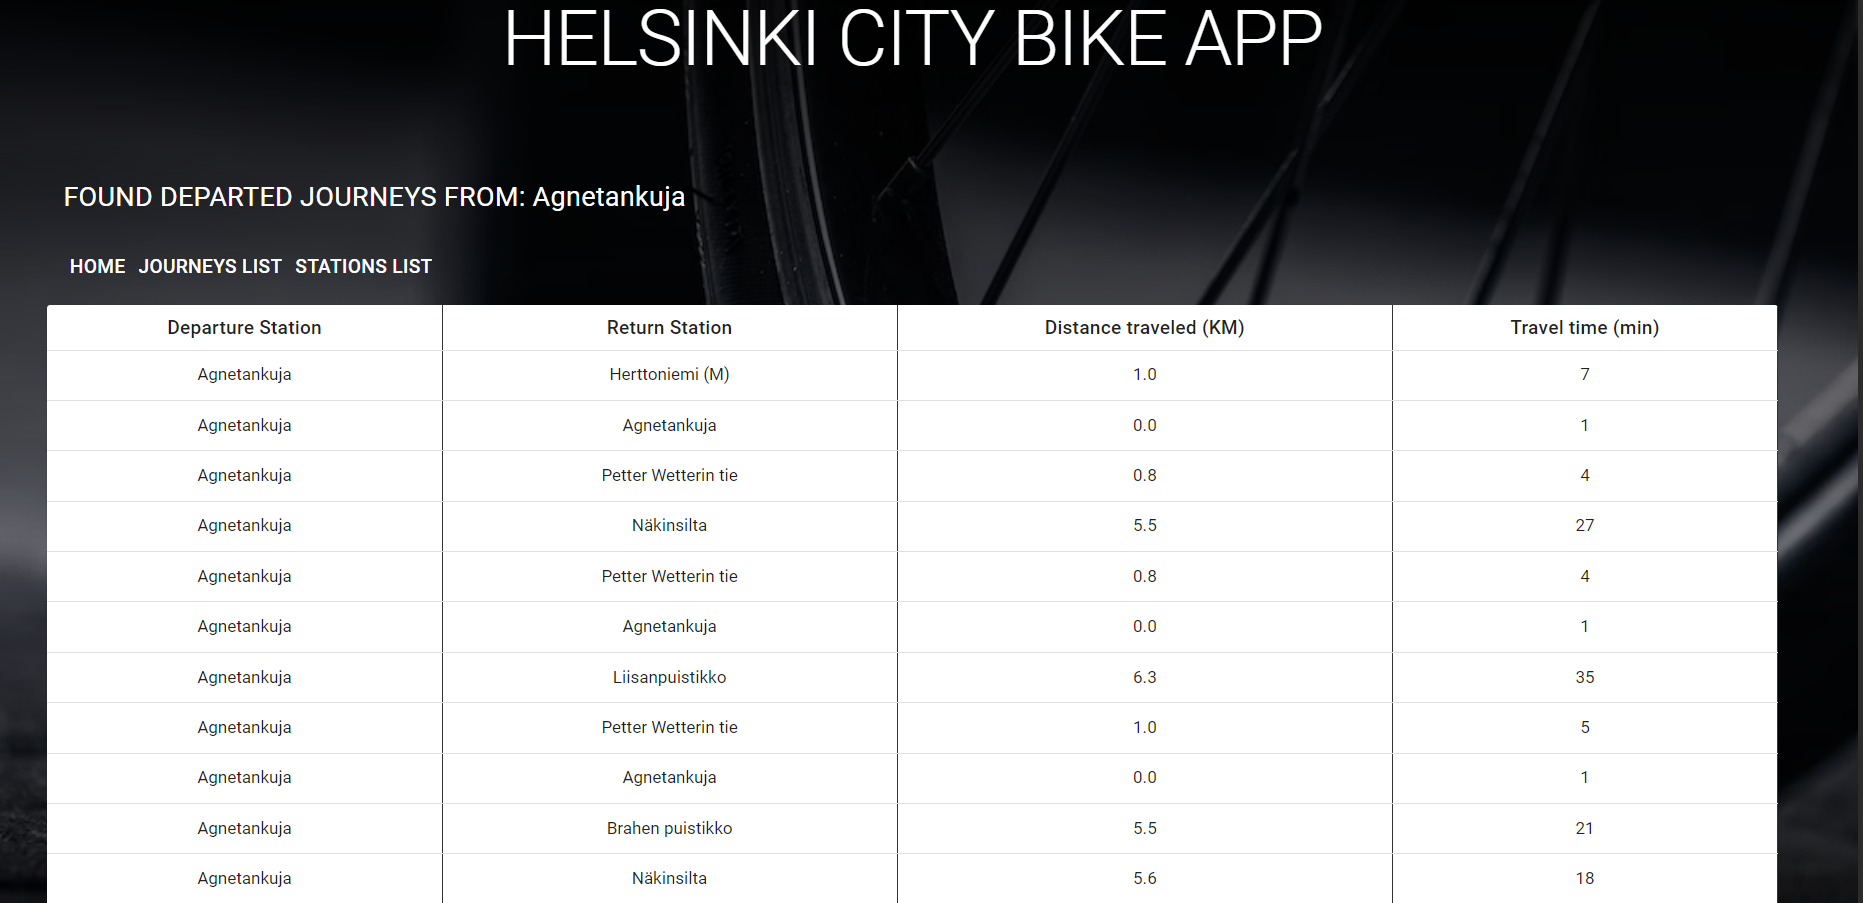 HELSINKI CITY BIKE APP
FOUND DEPARTED JOURNEYS FROM: Agnetankuja
HOME JOURNEYS LIST STATIONS LIST
Departure Station Return Station Distance traveled (KM) Travel time (min)
Agnetankuja Herttoniemi (M) 1.0 7
Agnetankuja Agnetankuja 0.0 1
Agnetankuja Petter Wetterin tie 0.8 4
Agnetankuja Näkinsilta 5.5 27
Agnetankuja Petter Wetterin tie 0.8 4
Agnetankuja Agnetankuja 0.0 1
Agnetankuja Liisanpuistikko 6.3 35
Agnetankuja Petter Wetterin tie 1.0 5
Agnetankuja Agnetankuja 0.0 1
Agnetankuja Brahen puistikko 5.5 21
Agnetankuja Näkinsilta 5.6 18